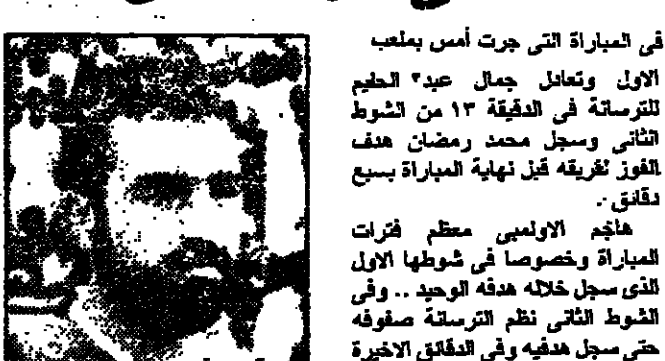 فى المباراة التى جرت أمس بملعب
الاول وتعادل جمال عبد الحليم
للترسانة فى الدقيقة ١٣ من الشوط
الثانى وسجل محمد رمضان هدف
الفوز لفريقه قبل نهاية المباراة بسبع
دقائق .
هاجم الاولمبى معظم فترات
المباراة وخصوصا فى شوطها الاول
الذى سجل خلاله هدفه الوحيد .. وفى
الشوط الثانى نظم الترسانة صفوفه
حتى سجل هدفيه وفى الدقائق الاخيرة